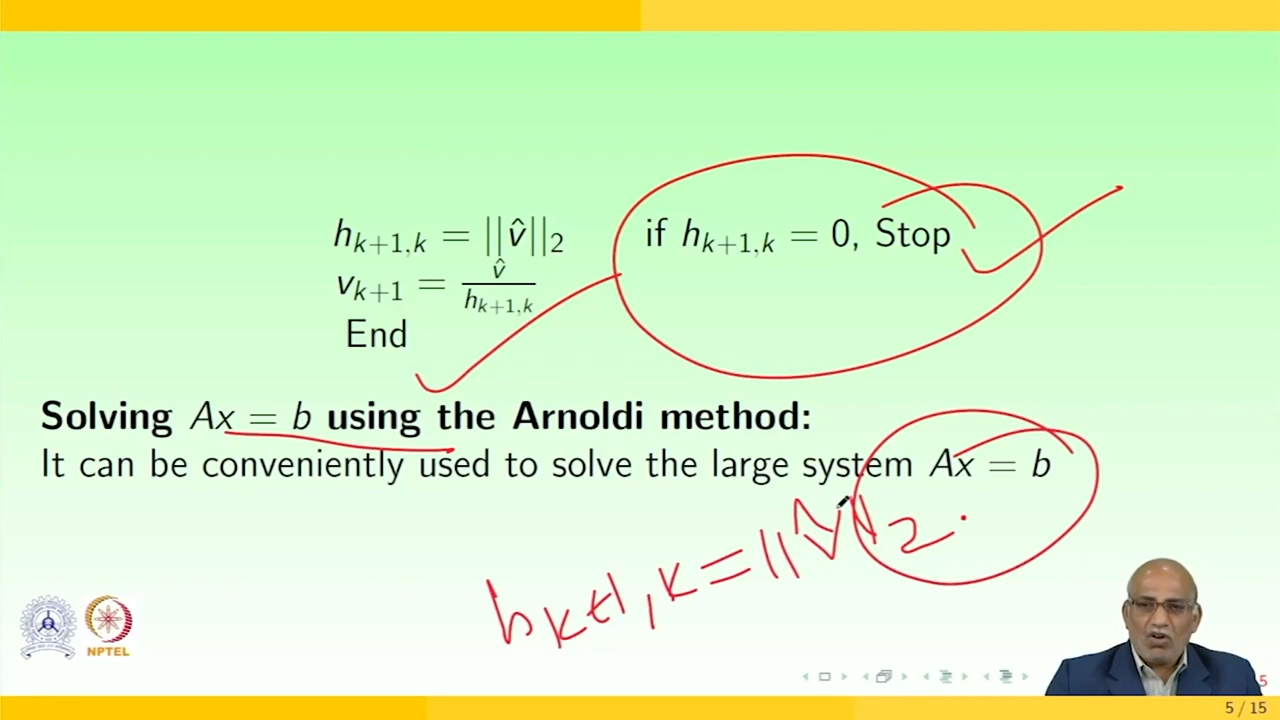 h_{k+1,k} = ||v̂||_2 if h_{k+1,k} = 0, Stop
v_{k+1} = v̂ / h_{k+1,k}
End
Solving Ax = b using the Arnoldi method:
It can be conveniently used to solve the large system Ax = b
h_{k+1,k} = ||v̂||_2.
NPTEL
5
5 / 15